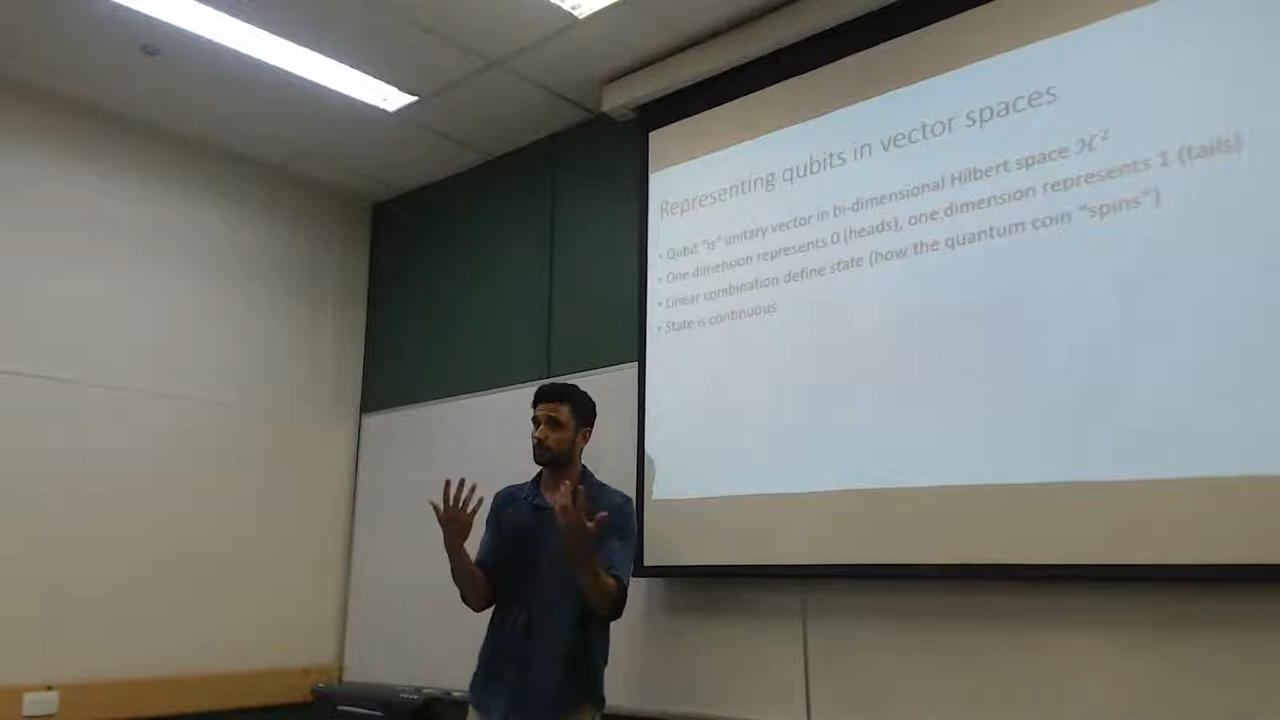 Representing qubits in vector spaces
• Qubit "is" unitary vector in bi-dimensional Hilbert space ℋ²
• One dimension represents 0 (heads), one dimension represents 1 (tails)
• Linear combination define state (how the quantum coin "spins")
• State is continuous